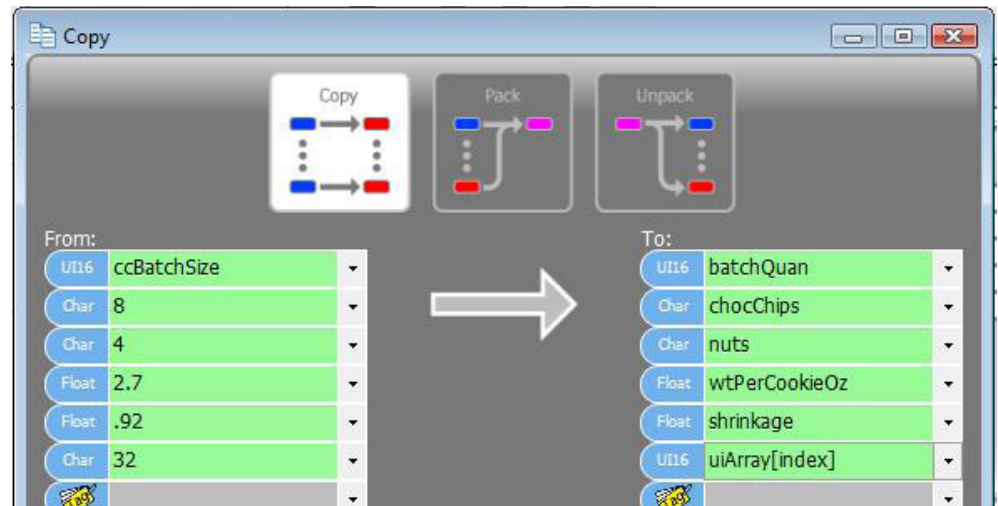 Copy
Copy Pack Unpack
From: To:
UI16 ccBatchSize UI16 batchQuan
Char 8 Char chocChips
Char 4 Char nuts
Float 2.7 Float wtPerCookieOz
Float .92 Float shrinkage
Char 32 UI16 uiArray[index]